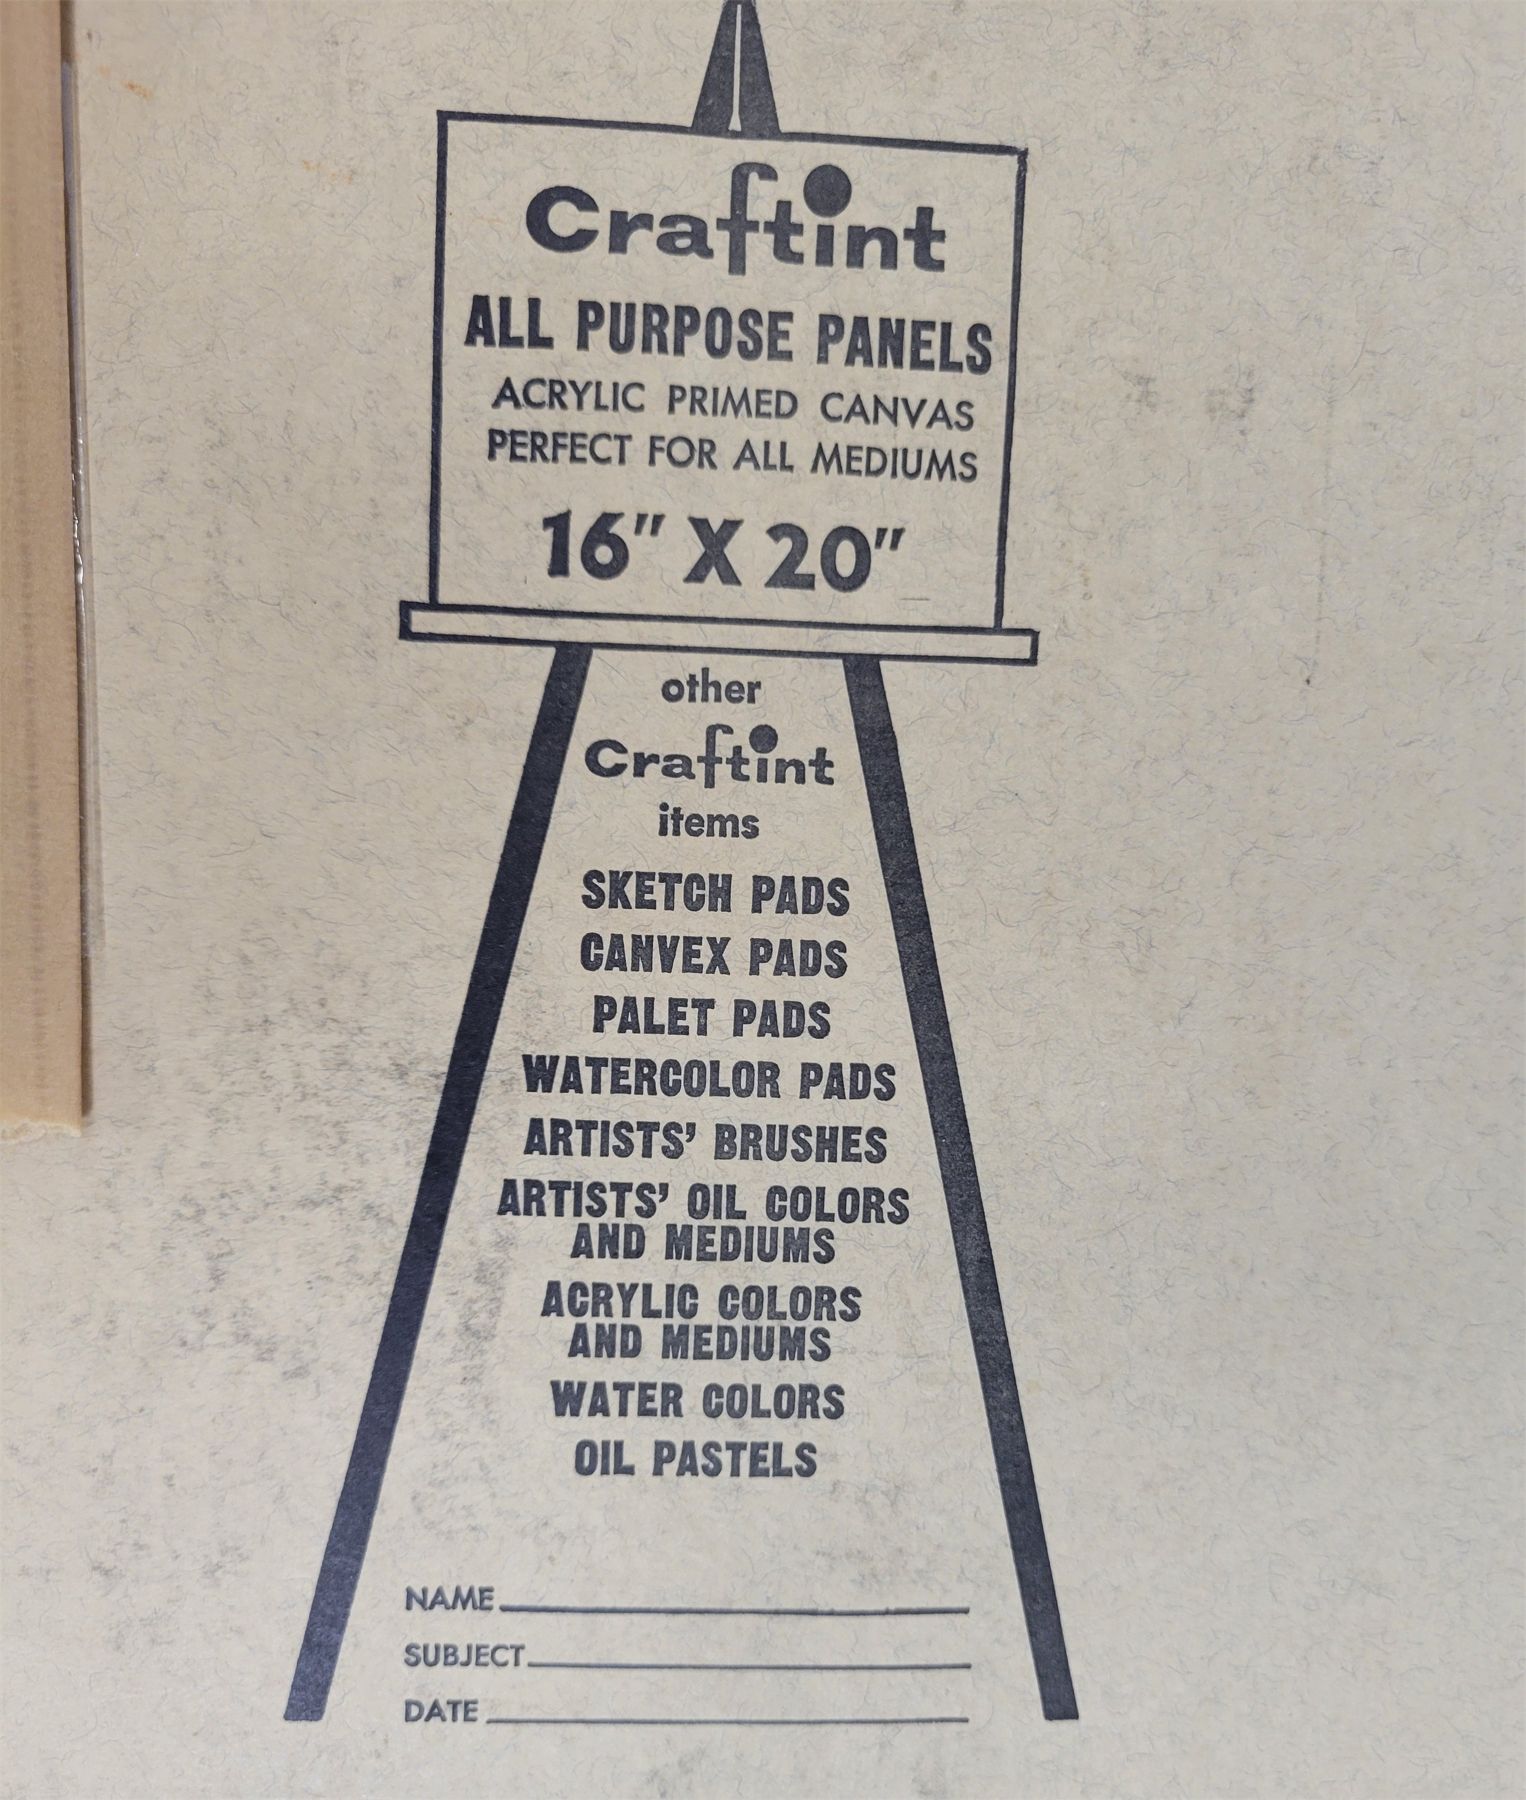 Craftint
ALL PURPOSE PANELS
ACRYLIC PRIMED CANVAS
PERFECT FOR ALL MEDIUMS
16" X 20"
other
Craftint
items
SKETCH PADS
CANVEX PADS
PALET PADS
WATERCOLOR PADS
ARTISTS' BRUSHES
ARTISTS' OIL COLORS
AND MEDIUMS
ACRYLIC COLORS
AND MEDIUMS
WATER COLORS
OIL PASTELS
NAME
SUBJECT
DATE